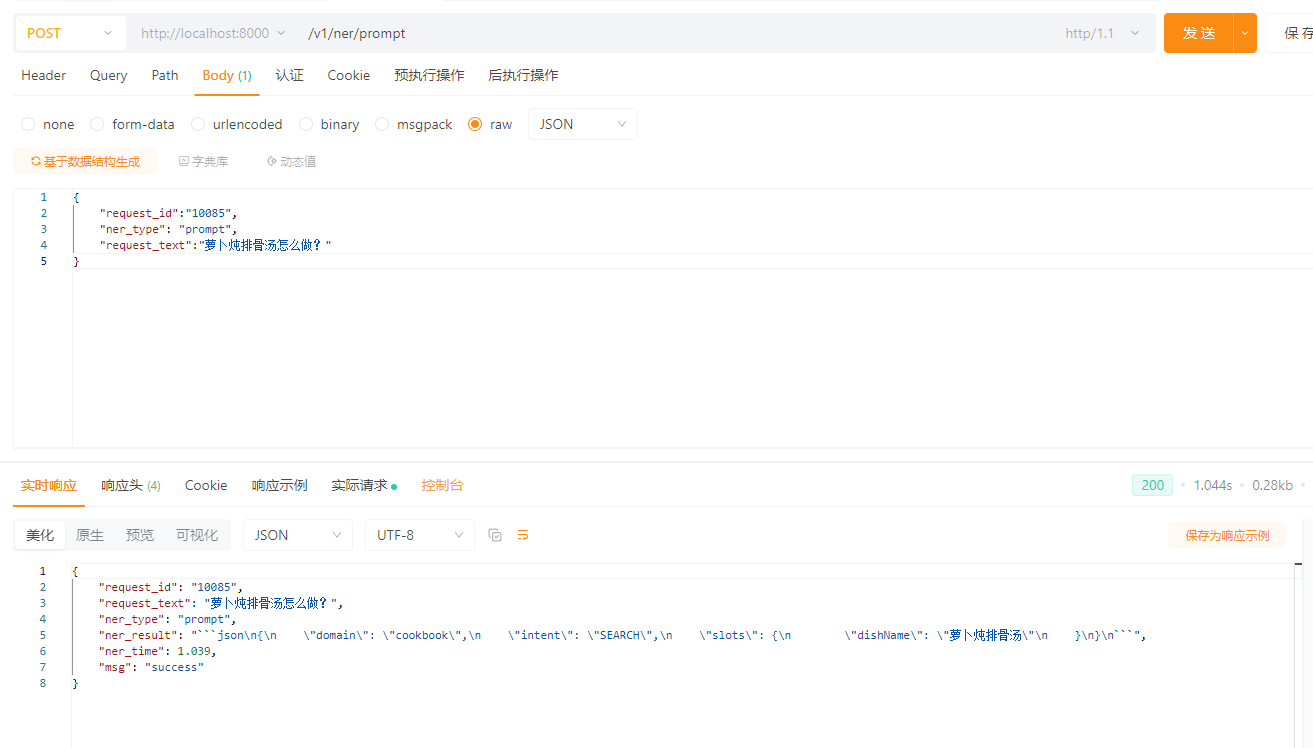 POST http://localhost:8000 /v1/ner/prompt http/1.1 发送 保存
Header Query Path Body (1) 认证 Cookie 预执行操作 后执行操作
none form-data urlencoded binary msgpack raw JSON
基于数据结构生成 字典库 动态值
1 {
2 "request_id":"10085",
3 "ner_type": "prompt",
4 "request_text":"萝卜炖排骨汤怎么做？"
5 }
实时响应 响应头 (4) Cookie 响应示例 实际请求 控制台 200 1.044s 0.28kb
美化 原生 预览 可视化 JSON UTF-8 保存为响应示例
1 {
2 "request_id": "10085",
3 "request_text": "萝卜炖排骨汤怎么做？",
4 "ner_type": "prompt",
5 "ner_result": "```json\n{\n    \"domain\": \"cookbook\",\n    \"intent\": \"SEARCH\",\n    \"slots\": {\n        \"dishName\": \"萝卜炖排骨汤\"\n    }\n}\n```",
6 "ner_time": 1.039,
7 "msg": "success"
8 }